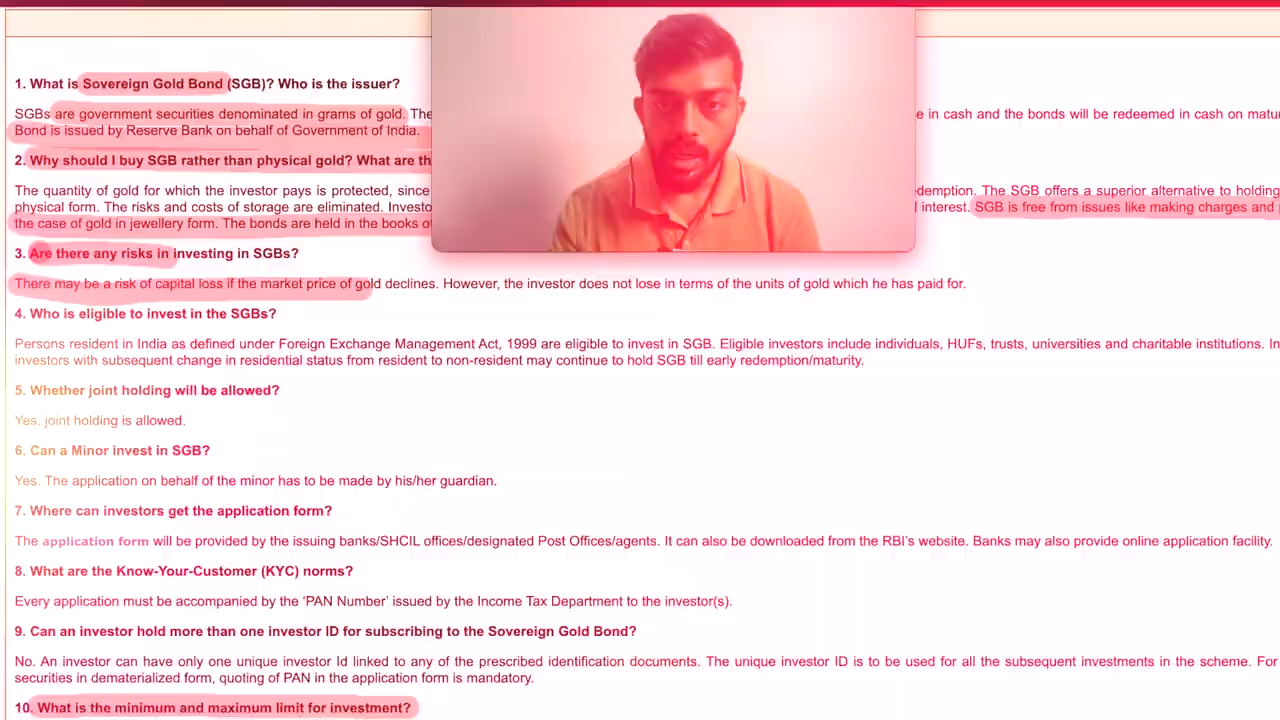 1. What is Sovereign Gold Bond (SGB)? Who is the issuer?
SGBs are government securities denominated in grams of gold. The e in cash and the bonds will be redeemed in cash on matu
Bond is issued by Reserve Bank on behalf of Government of India.
2. Why should I buy SGB rather than physical gold? What are th
The quantity of gold for which the investor pays is protected, since demption. The SGB offers a superior alternative to holding
physical form. The risks and costs of storage are eliminated. Investo l interest. SGB is free from issues like making charges and
the case of gold in jewellery form. The bonds are held in the books o
3. Are there any risks in investing in SGBs?
There may be a risk of capital loss if the market price of gold declines. However, the investor does not lose in terms of the units of gold which he has paid for.
4. Who is eligible to invest in the SGBs?
Persons resident in India as defined under Foreign Exchange Management Act, 1999 are eligible to invest in SGB. Eligible investors include individuals, HUFs, trusts, universities and charitable institutions. In
investors with subsequent change in residential status from resident to non-resident may continue to hold SGB till early redemption/maturity.
5. Whether joint holding will be allowed?
Yes, joint holding is allowed.
6. Can a Minor invest in SGB?
Yes. The application on behalf of the minor has to be made by his/her guardian.
7. Where can investors get the application form?
The application form will be provided by the issuing banks/SHCIL offices/designated Post Offices/agents. It can also be downloaded from the RBI's website. Banks may also provide online application facility.
8. What are the Know-Your-Customer (KYC) norms?
Every application must be accompanied by the ‘PAN Number’ issued by the Income Tax Department to the investor(s).
9. Can an investor hold more than one investor ID for subscribing to the Sovereign Gold Bond?
No. An investor can have only one unique investor Id linked to any of the prescribed identification documents. The unique investor ID is to be used for all the subsequent investments in the scheme. For
securities in dematerialized form, quoting of PAN in the application form is mandatory.
10. What is the minimum and maximum limit for investment?